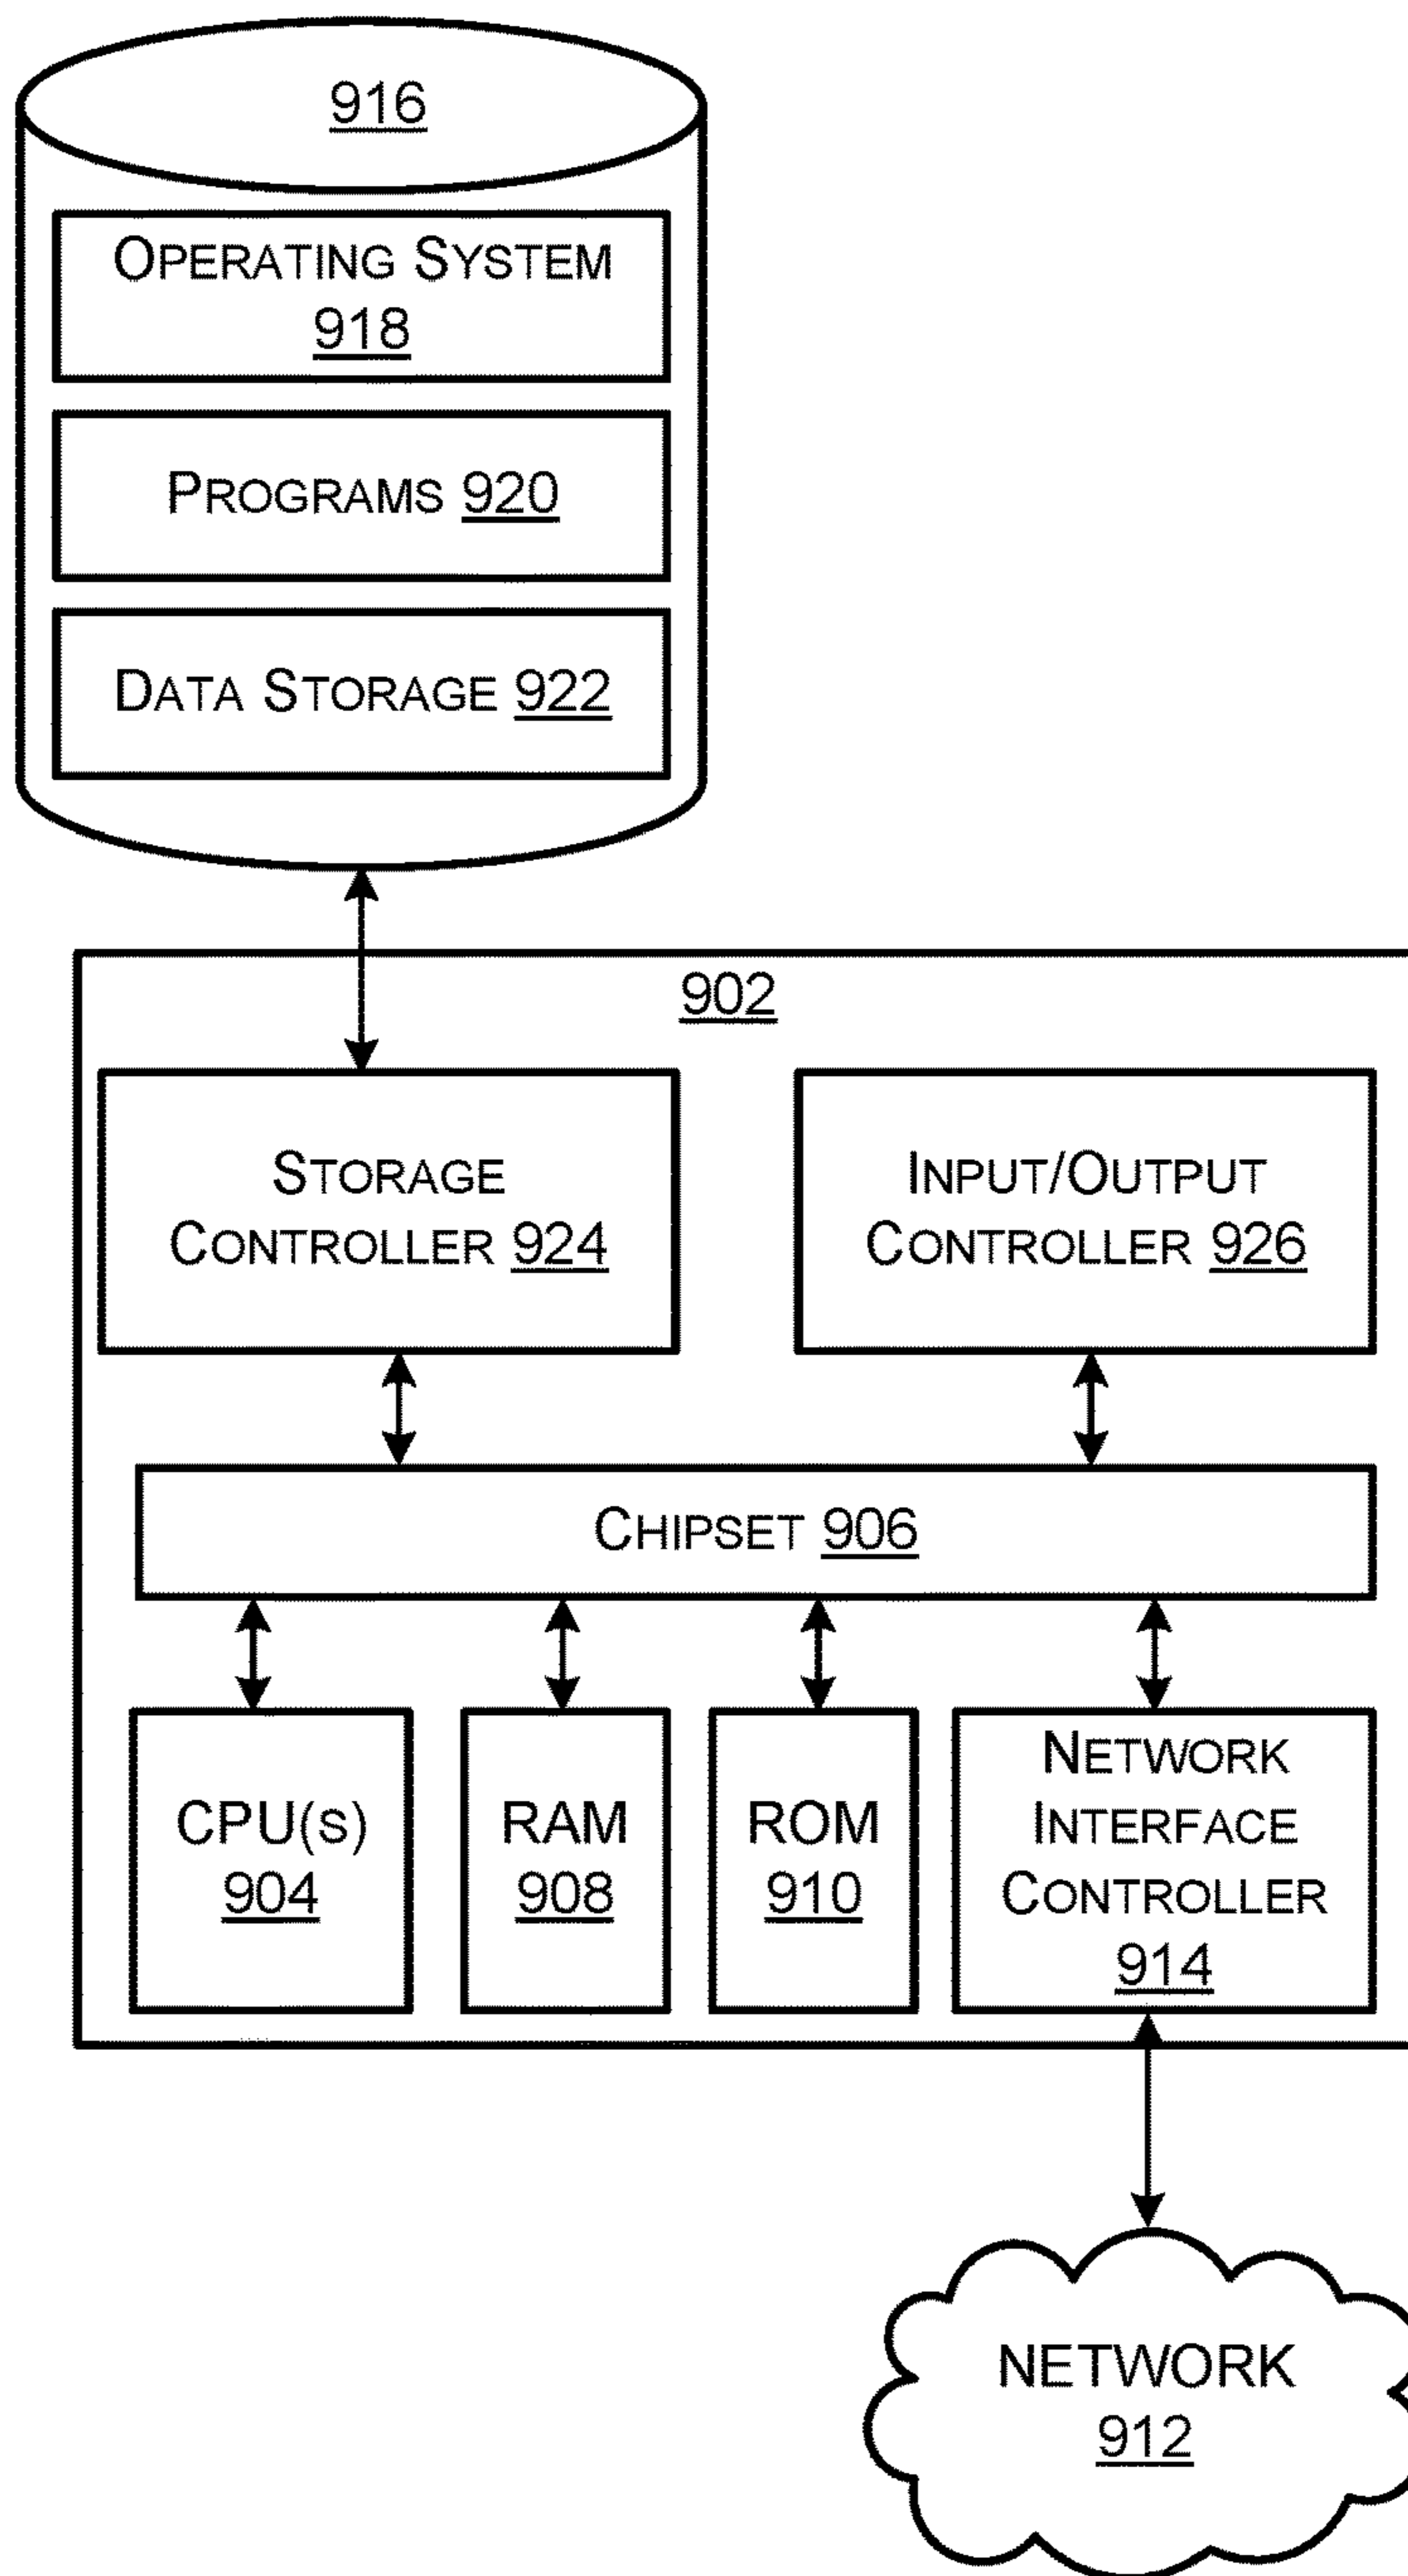 916
OPERATING SYSTEM
918
PROGRAMS 920
DATA STORAGE 922
902
STORAGE
CONTROLLER 924
INPUT/OUTPUT
CONTROLLER 926
CHIPSET 906
CPU(S)
904
RAM
908
ROM
910
NETWORK
INTERFACE
CONTROLLER
914
NETWORK
912